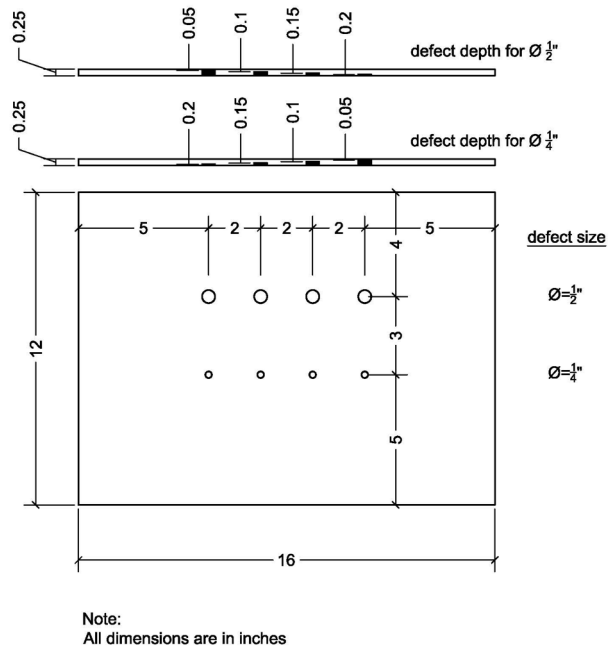 0.25
0.05
0.1
0.15
0.2
defect depth for Ø 1/2"
0.25
0.2
0.15
0.1
0.05
defect depth for Ø 1/4"
5
2
2
2
5
4
defect size
Ø=1/2"
12
3
Ø=1/4"
5
16
Note:
All dimensions are in inches